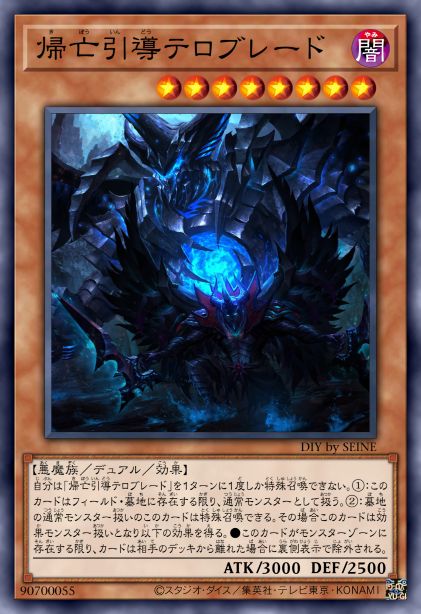 帰亡引導テロブレード
闇
DIY by SEINE
【悪魔族／デュアル／効果】
自分は「帰亡引導テロブレード」を1ターンに1度しか特殊召喚できない。①：この
カードはフィールド・墓地に存在する限り、通常モンスターとして扱う。②：墓地
の通常モンスター扱いのこのカードは特殊召喚できる。その場合このカードは効
果モンスター扱いとなり以下の効果を得る。●このカードがモンスターゾーンに
存在する限り、カードは相手のデッキから離れた場合に裏側表示で除外される。
ATK/3000 DEF/2500
90700055
©スタジオ・ダイス／集英社・テレビ東京・KONAMI